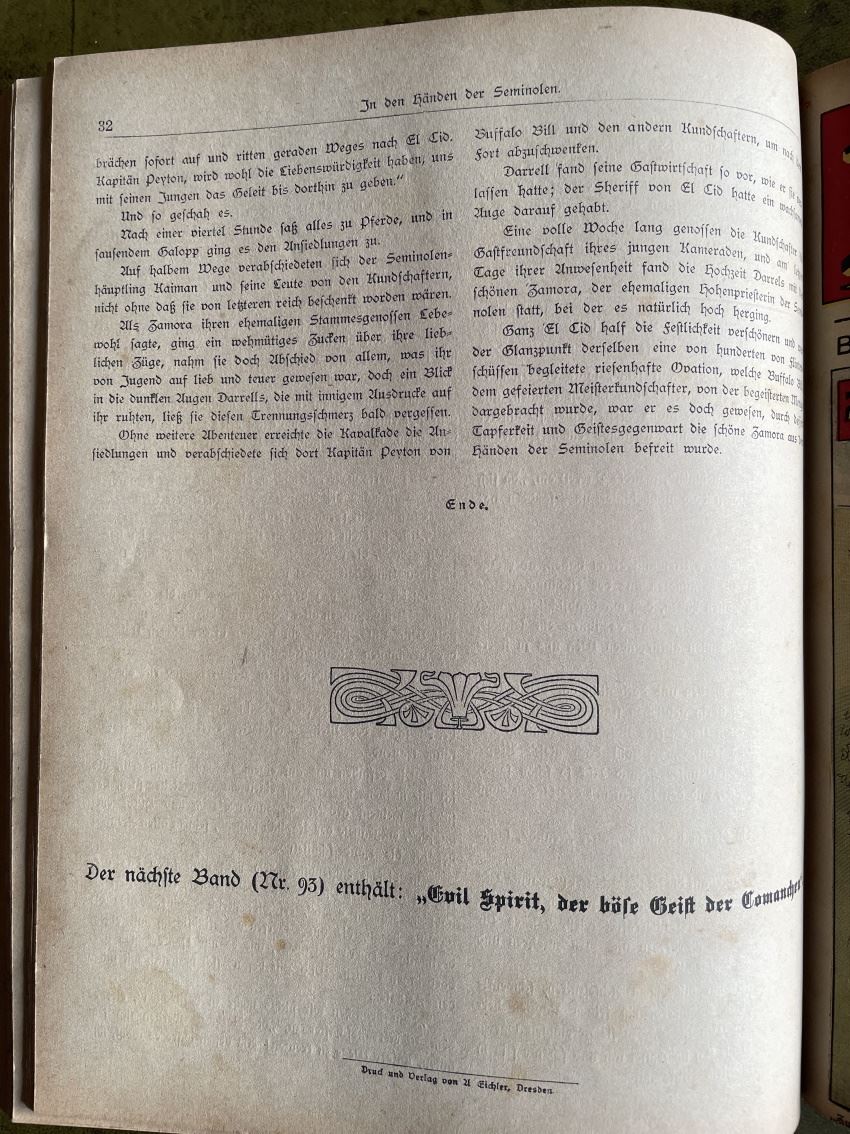 32
In den Händen der Seminolen.
brächen sofort auf und ritten geraden Weges nach El Cid.
Kapitän Peyton, wird wohl die Liebenswürdigkeit haben, uns
mit seinen Jungen das Geleit bis dorthin zu geben.“
Und so geschah es.
Nach einer viertel Stunde saß alles zu Pferde, und in
sausendem Galopp ging es den Ansiedlungen zu.
Auf halbem Wege verabschiedeten sich der Seminolen-
häuptling Kaiman und seine Leute von den Kundschaftern,
nicht ohne daß sie von letzteren reich beschenkt worden wären.
Als Zamora ihren ehemaligen Stammesgenossen Lebe-
wohl sagte, ging ein wehmütiges Zucken über ihre lieb-
lichen Züge, nahm sie doch Abschied von allem, was ihr
von Jugend auf lieb und teuer gewesen war, doch ein Blick
in die dunklen Augen Darrells, die mit innigem Ausdrucke auf
ihr ruhten, ließ sie diesen Trennungsschmerz bald vergessen.
Ohne weitere Abenteuer erreichte die Kavalkade die An-
siedlungen und verabschiedete sich dort Kapitän Peyton von
Buffalo Bill und den andern Kundschaftern, um nach
Fort abzuschwenken.
Darrell fand seine Gastwirtschaft so vor, wie er sie
lassen hatte; der Sheriff von El Cid hatte ein
Auge darauf gehabt.
Eine volle Woche lang genossen die Kundschafter
Gastfreundschaft ihres jungen Kameraden, und am
Tage ihrer Anwesenheit fand die Hochzeit Darrels mit
schönen Zamora, der ehemaligen Hohenpriesterin der
nolen statt, bei der es natürlich hoch herging.
Ganz El Cid half die Festlichkeit verschönern und
der Glanzpunkt derselben eine von hunderten von
schüssen begleitete riesenhafte Ovation, welche Buffalo
dem gefeierten Meisterkundschafter, von der begeisterten
dargebracht wurde, war er es doch gewesen, durch
Tapferkeit und Geistesgegenwart die schöne Zamora aus
Händen der Seminolen befreit wurde.
Ende.
Der nächste Band (Nr. 93) enthält: „Evil Spirit, der böse Geist der Comanchen“
Druck und Verlag von A Eichler, Dresden